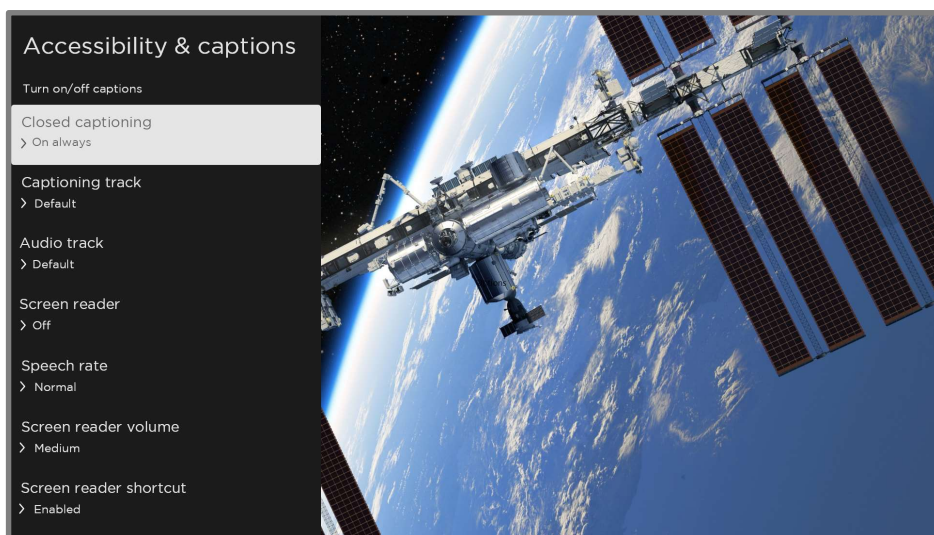 Accessibility & captions
Turn on/off captions
Closed captioning
On always
Captioning track
Default
Audio track
Default
Screen reader
Off
Speech rate
Normal
Screen reader volume
Medium
Screen reader shortcut
Enabled